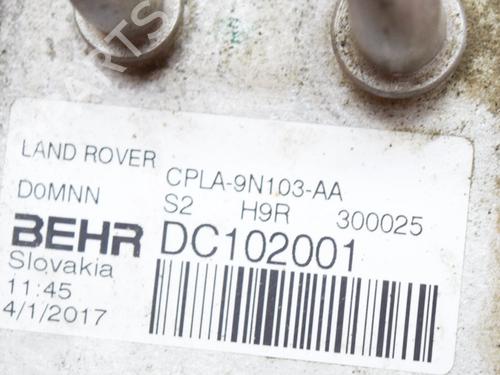 LAND ROVER
CPLA-9N103-AA
D0MNN S2 H9R 300025
BEHR DC102001
Slovakia
11:45
4/1/2017